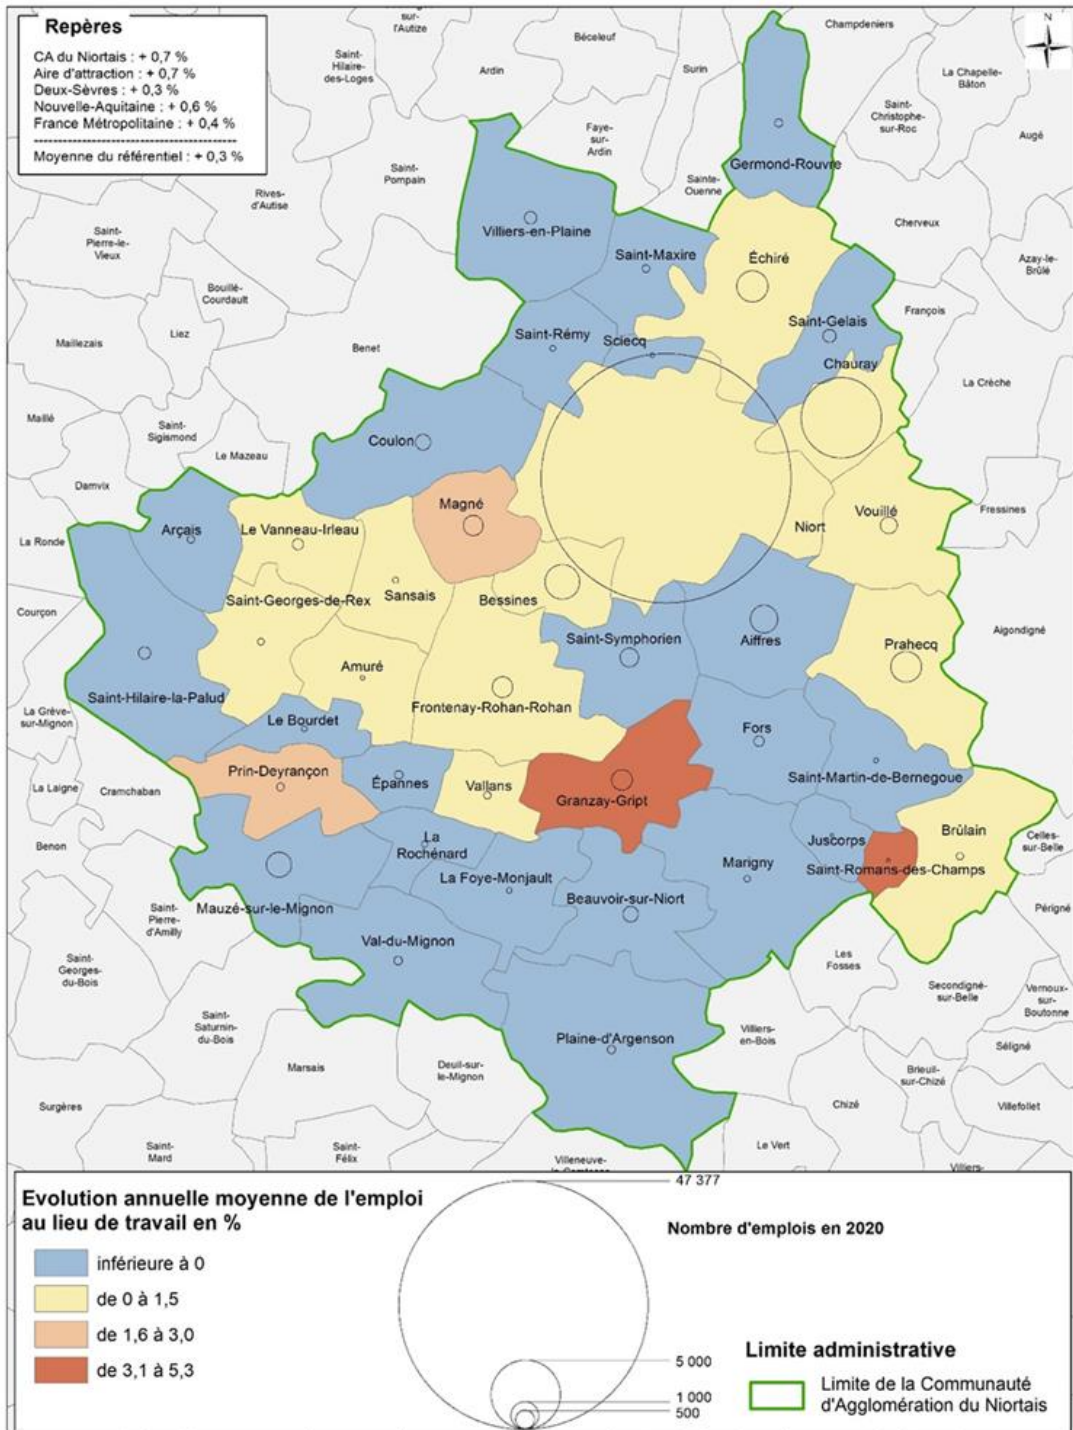 Repères
CA du Niortais : + 0,7 %
Aire d'attraction : + 0,7 %
Deux-Sèvres : + 0,3 %
Nouvelle-Aquitaine : + 0,6 %
France Métropolitaine : + 0,4 %
Moyenne du référentiel : + 0,3 %
N
sur-
l'Autize
Saint-
Hilaire-
des-Loges
Béceleuf
Ardin
Surin
Champdeniers
La Chapelle-
Bâton
Saint-
Christophe-
sur-Roc
Augé
Faye-
sur-
Ardin
Germond-Rouvre
Saint-
Pompain
Sainte-
Ouenne
Rives-
d'Autise
Cherveux
Saint-
Pierre-le-
Vieux
Villiers-en-Plaine
Saint-Maxire
Échiré
Azay-le-
Brûlé
Bouillé-
Courdault
François
Saint-Gelais
Liez
Maillezais
Benet
Saint-Rémy
Sciecq
Chauray
La Crèche
Maillé
Saint-
Sigismond
Coulon
Le Mazeau
Damvix
Magné
Vouillé
Fressines
Niort
La Ronde
Arçais
Le Vanneau-Irleau
Sansais
Bessines
Saint-Georges-de-Rex
Courçon
Saint-Symphorien
Aiffres
Prahecq
Aigondigné
Amuré
Saint-Hilaire-la-Palud
Frontenay-Rohan-Rohan
La Grève-
sur-Mignon
Le Bourdet
Fors
Prin-Deyrançon
Épannes
Vallans
Granzay-Gript
Saint-Martin-de-Bernegoue
La Laigne
Cramchaban
Juscorps
Brûlain
Celles-
sur-Belle
Benon
La
Rochénard
La Foye-Monjault
Marigny
Saint-Romans-des-Champs
Mauzé-sur-le-Mignon
Beauvoir-sur-Niort
Périgné
Saint-
Pierre-
d'Amilly
Val-du-Mignon
Les
Fosses
Saint-
Georges-
du-Bois
Secondigné-
sur-Belle
Vernoux-
sur-
Boutonne
Saint-
Saturnin-
du-Bois
Plaine-d'Argenson
Villiers-
en-Bois
Séligné
Marsais
Deuil-sur-
le-Mignon
Brieuil-
sur-Chizé
Surgères
Chizé
Villefollet
Saint-
Mard
Saint-
Félix
Villeneuve-
la-Comtesse
Le Vert
Villiers-
Evolution annuelle moyenne de l'emploi
au lieu de travail en %
inférieure à 0
de 0 à 1,5
de 1,6 à 3,0
de 3,1 à 5,3
47 377
Nombre d'emplois en 2020
5 000
1 000
500
Limite administrative
Limite de la Communauté
d'Agglomération du Niortais